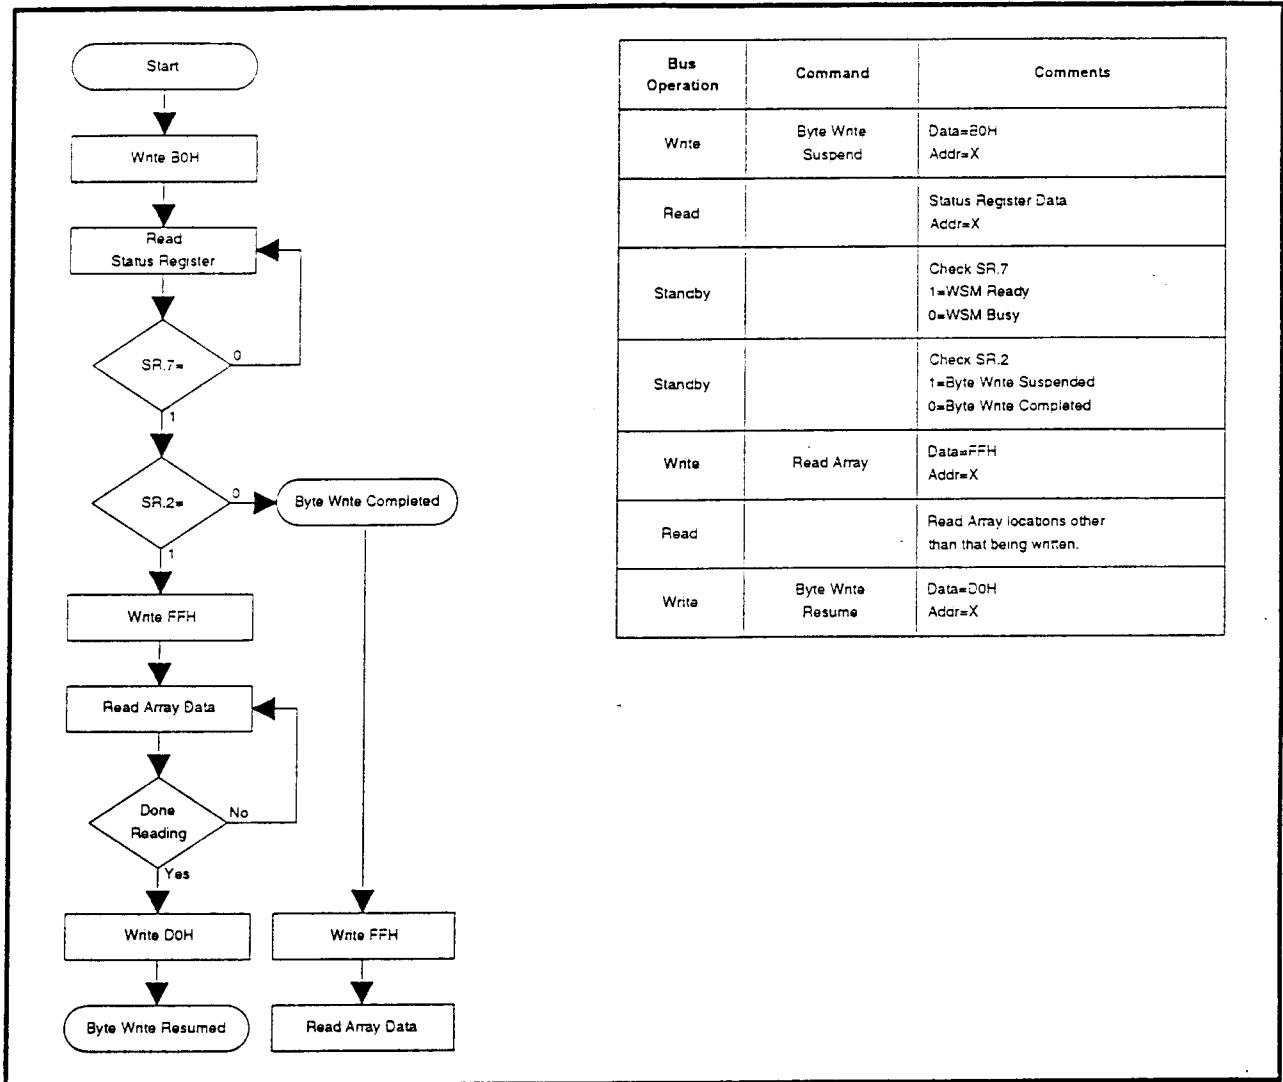 Start
Write B0H
Read
Status Register
SR.7=
0
1
SR.2=
0
Byte Write Completed
1
Write FFH
Read Array Data
Done
Reading
No
Yes
Write D0H
Write FFH
Byte Write Resumed
Read Array Data
Bus
Operation
Command
Comments
Write
Byte Write
Suspend
Data=B0H
Addr=X
Read
Status Register Data
Addr=X
Standby
Check SR.7
1=WSM Ready
0=WSM Busy
Standby
Check SR.2
1=Byte Write Suspended
0=Byte Write Completed
Write
Read Array
Data=FFH
Addr=X
Read
Read Array locations other
than that being written.
Write
Byte Write
Resume
Data=D0H
Addr=X